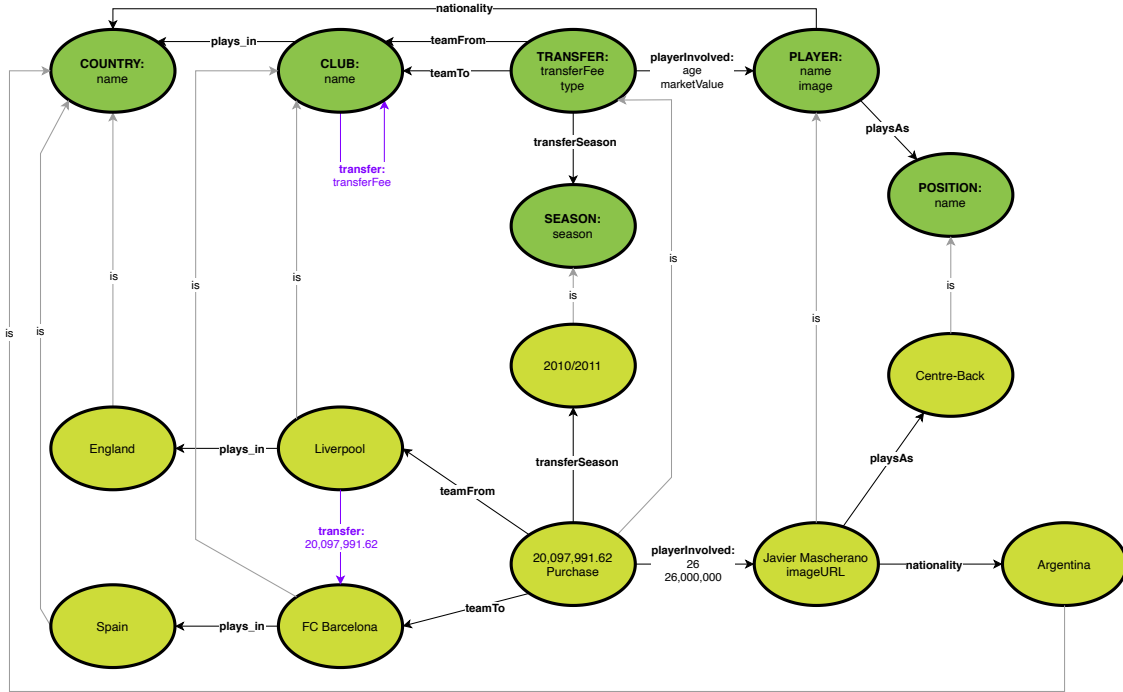 nationality
plays_in
teamFrom
teamTo
COUNTRY:
name
CLUB:
name
TRANSFER:
transferFee
type
playerInvolved:
age
marketValue
PLAYER:
name
image
playsAs
transferSeason
transfer:
transferFee
POSITION:
name
SEASON:
season
is
is
is
is
is
is
is
is
is
2010/2011
Centre-Back
England
plays_in
Liverpool
transferSeason
playsAs
teamFrom
transfer:
20,097,991.62
20,097,991.62
Purchase
playerInvolved:
26
26,000,000
Javier Mascherano
imageURL
nationality
Argentina
teamTo
Spain
plays_in
FC Barcelona